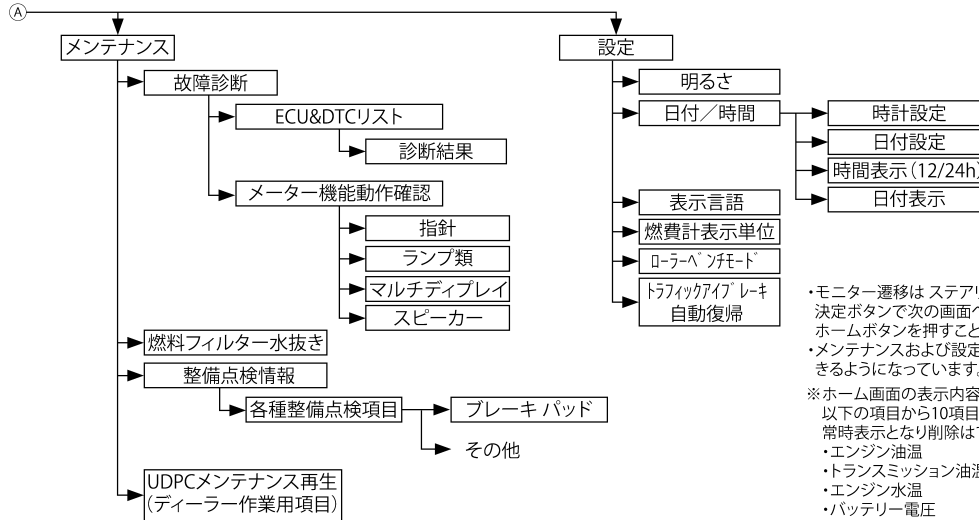 Ⓐ
メンテナンス
故障診断
ECU&DTCリスト
診断結果
メーター機能動作確認
指針
ランプ類
マルチディプレイ
スピーカー
燃料フィルター水抜き
整備点検情報
各種整備点検項目
ブレーキ パッド
その他
UDPCメンテナンス再生
(ディーラー作業用項目)
設定
明るさ
日付／時間
時計設定
日付設定
時間表示(12/24h)
日付表示
表示言語
燃費計表示単位
ﾛｰﾗｰﾍﾞﾝﾁﾓｰﾄﾞ
ﾄﾗﾌｨｯｸｱｲﾌﾞﾚｰｷ
自動復帰
・モニター遷移は ステアリ
決定ボタンで次の画面へ
ホームボタンを押すこと
・メンテナンスおよび設定
きるようになっています。
※ホーム画面の表示内容
以下の項目から10項目
常時表示となり削除は
・エンジン油温
・トランスミッション油温
・エンジン水温
・バッテリー電圧